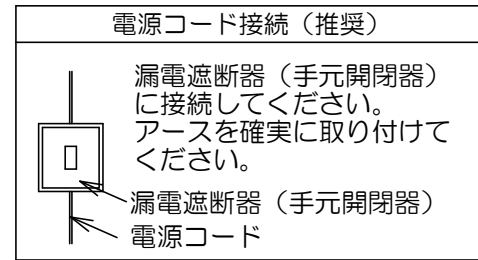 電源コード接続（推奨）
漏電遮断器（手元開閉器）
に接続してください。
アースを確実に取り付けて
ください。
漏電遮断器（手元開閉器）
電源コード